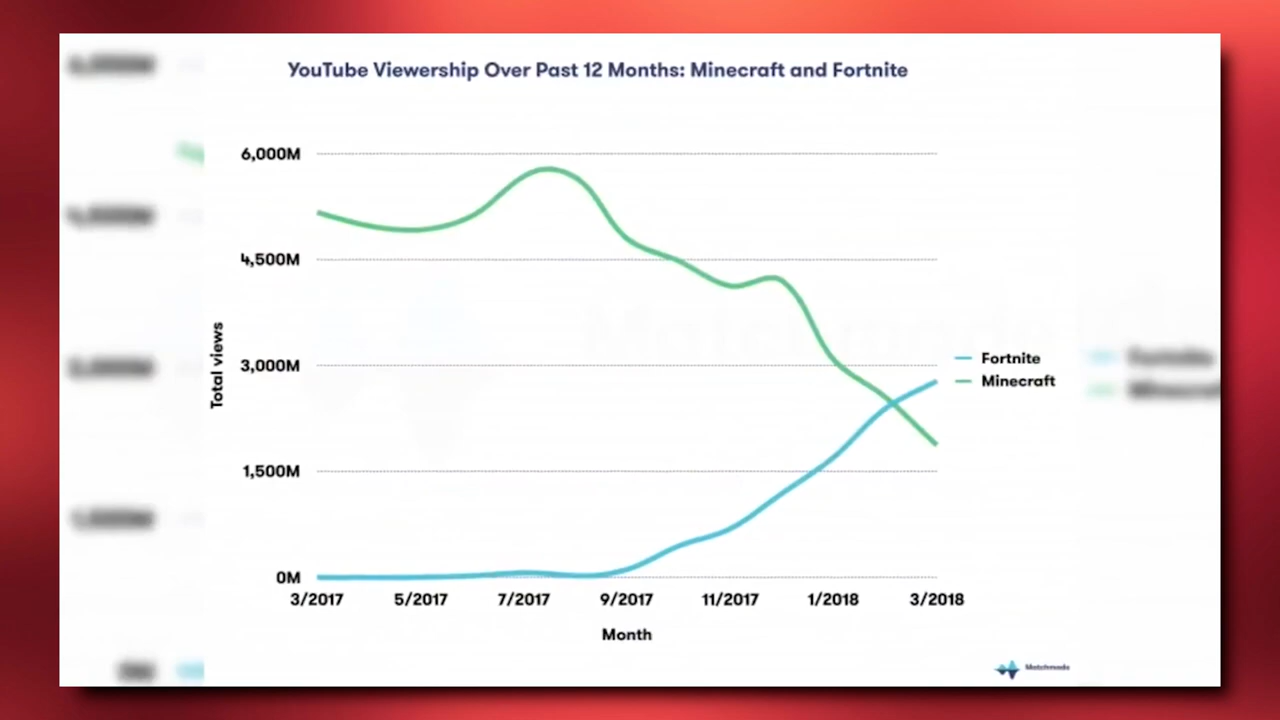 YouTube Viewership Over Past 12 Months: Minecraft and Fortnite
6,000M
4,500M
3,000M
1,500M
0M
Total views
3/2017 5/2017 7/2017 9/2017 11/2017 1/2018 3/2018
Month
Fortnite
Minecraft
Matchmade